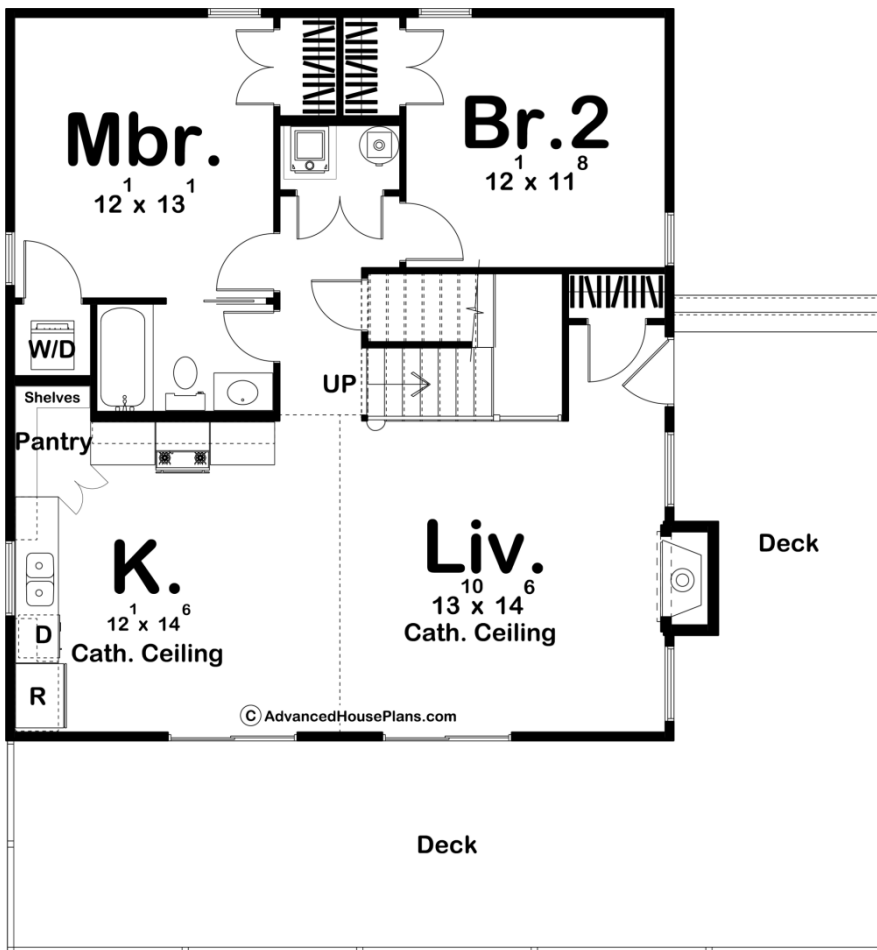 Mbr.
12¹ x 13¹
Br.2
12¹ x 11⁸
W/D
UP
Shelves
Pantry
K.
12¹ x 14⁶
Cath. Ceiling
Liv.
13¹⁰ x 14⁶
Cath. Ceiling
D
R
Deck
© AdvancedHousePlans.com
Deck